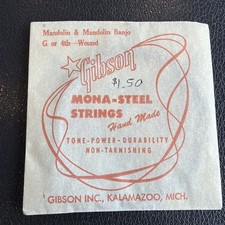 Mandolin & Mandolin Banjo
G or 4th—Wound
Gibson
$1.50
MONA-STEEL
STRINGS
Hand Made
TONE-POWER-DURABILITY
NON-TARNISHING
GIBSON INC., KALAMAZOO, MICH.